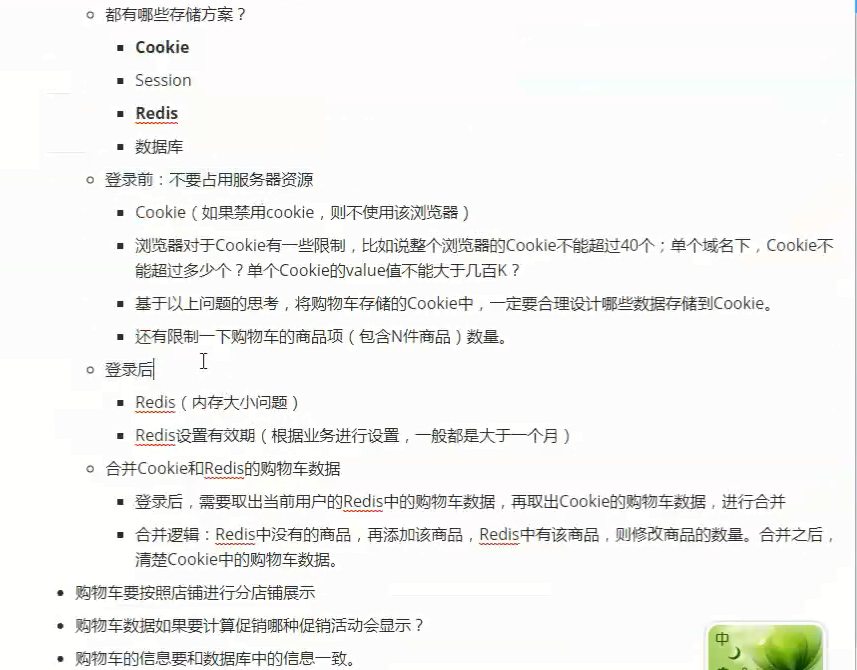 都有哪些存储方案？
Cookie
Session
Redis
数据库
登录前：不要占用服务器资源
Cookie（如果禁用cookie，则不使用该浏览器）
浏览器对于Cookie有一些限制，比如说整个浏览器的Cookie不能超过40个；单个域名下，Cookie不
能超过多少个？单个Cookie的value值不能大于几百K？
基于以上问题的思考，将购物车存储的Cookie中，一定要合理设计哪些数据存储到Cookie。
还有限制一下购物车的商品项（包含N件商品）数量。
登录后
Redis（内存大小问题）
Redis设置有效期（根据业务进行设置，一般都是大于一个月）
合并Cookie和Redis的购物车数据
登录后，需要取出当前用户的Redis中的购物车数据，再取出Cookie的购物车数据，进行合并
合并逻辑：Redis中没有的商品，再添加该商品，Redis中有该商品，则修改商品的数量。合并之后，
清楚Cookie中的购物车数据。
购物车要按照店铺进行分店铺展示
购物车数据如果要计算促销哪种促销活动会显示？
购物车的信息要和数据库中的信息一致。
中